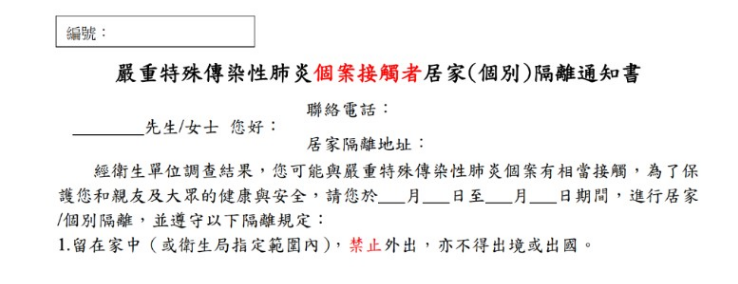 編號：
嚴重特殊傳染性肺炎個案接觸者居家(個別)隔離通知書
聯絡電話：
________先生/女士 您好：
居家隔離地址：
經衛生單位調查結果，您可能與嚴重特殊傳染性肺炎個案有相當接觸，為了保
護您和親友及大眾的健康與安全，請您於___月___日至___月___日期間，進行居家
/個別隔離，並遵守以下隔離規定：
1.留在家中（或衛生局指定範圍內），禁止外出，亦不得出境或出國。